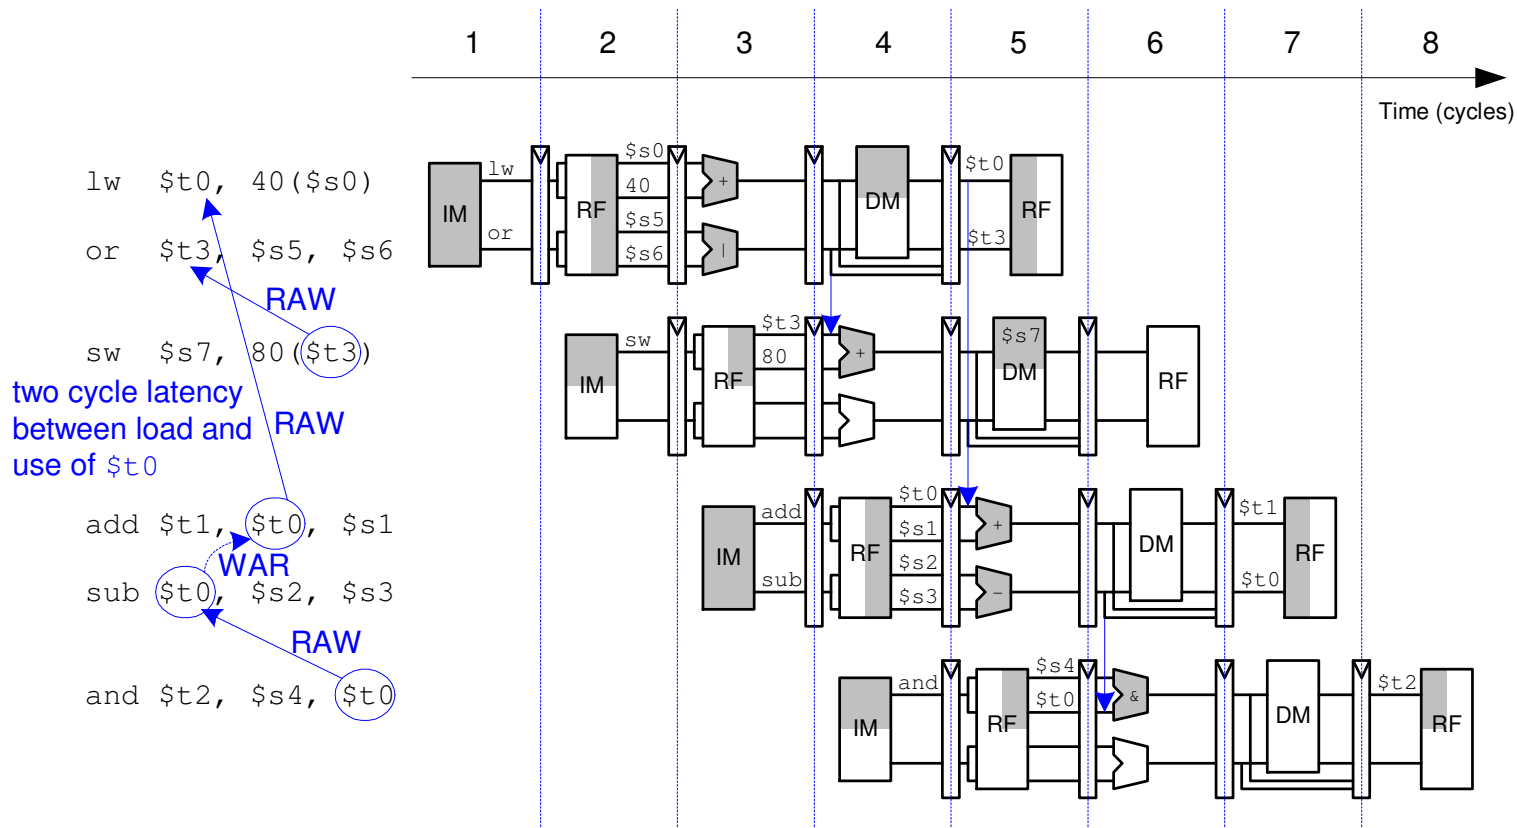 1 2 3 4 5 6 7 8
Time (cycles)
lw $t0, 40($s0)
or $t3, $s5, $s6
RAW
sw $s7, 80($t3)
two cycle latency
between load and
use of $t0
RAW
add $t1, $t0, $s1
WAR
sub $t0, $s2, $s3
RAW
and $t2, $s4, $t0
IM lw or RF $s0 40 $s5 $s6 + | DM $t0 $t3 RF
IM sw RF $t3 80 + $s7 DM RF
IM add sub RF $t0 $s1 $s2 $s3 + - DM $t1 $t0 RF
IM and RF $s4 $t0 & DM $t2 RF